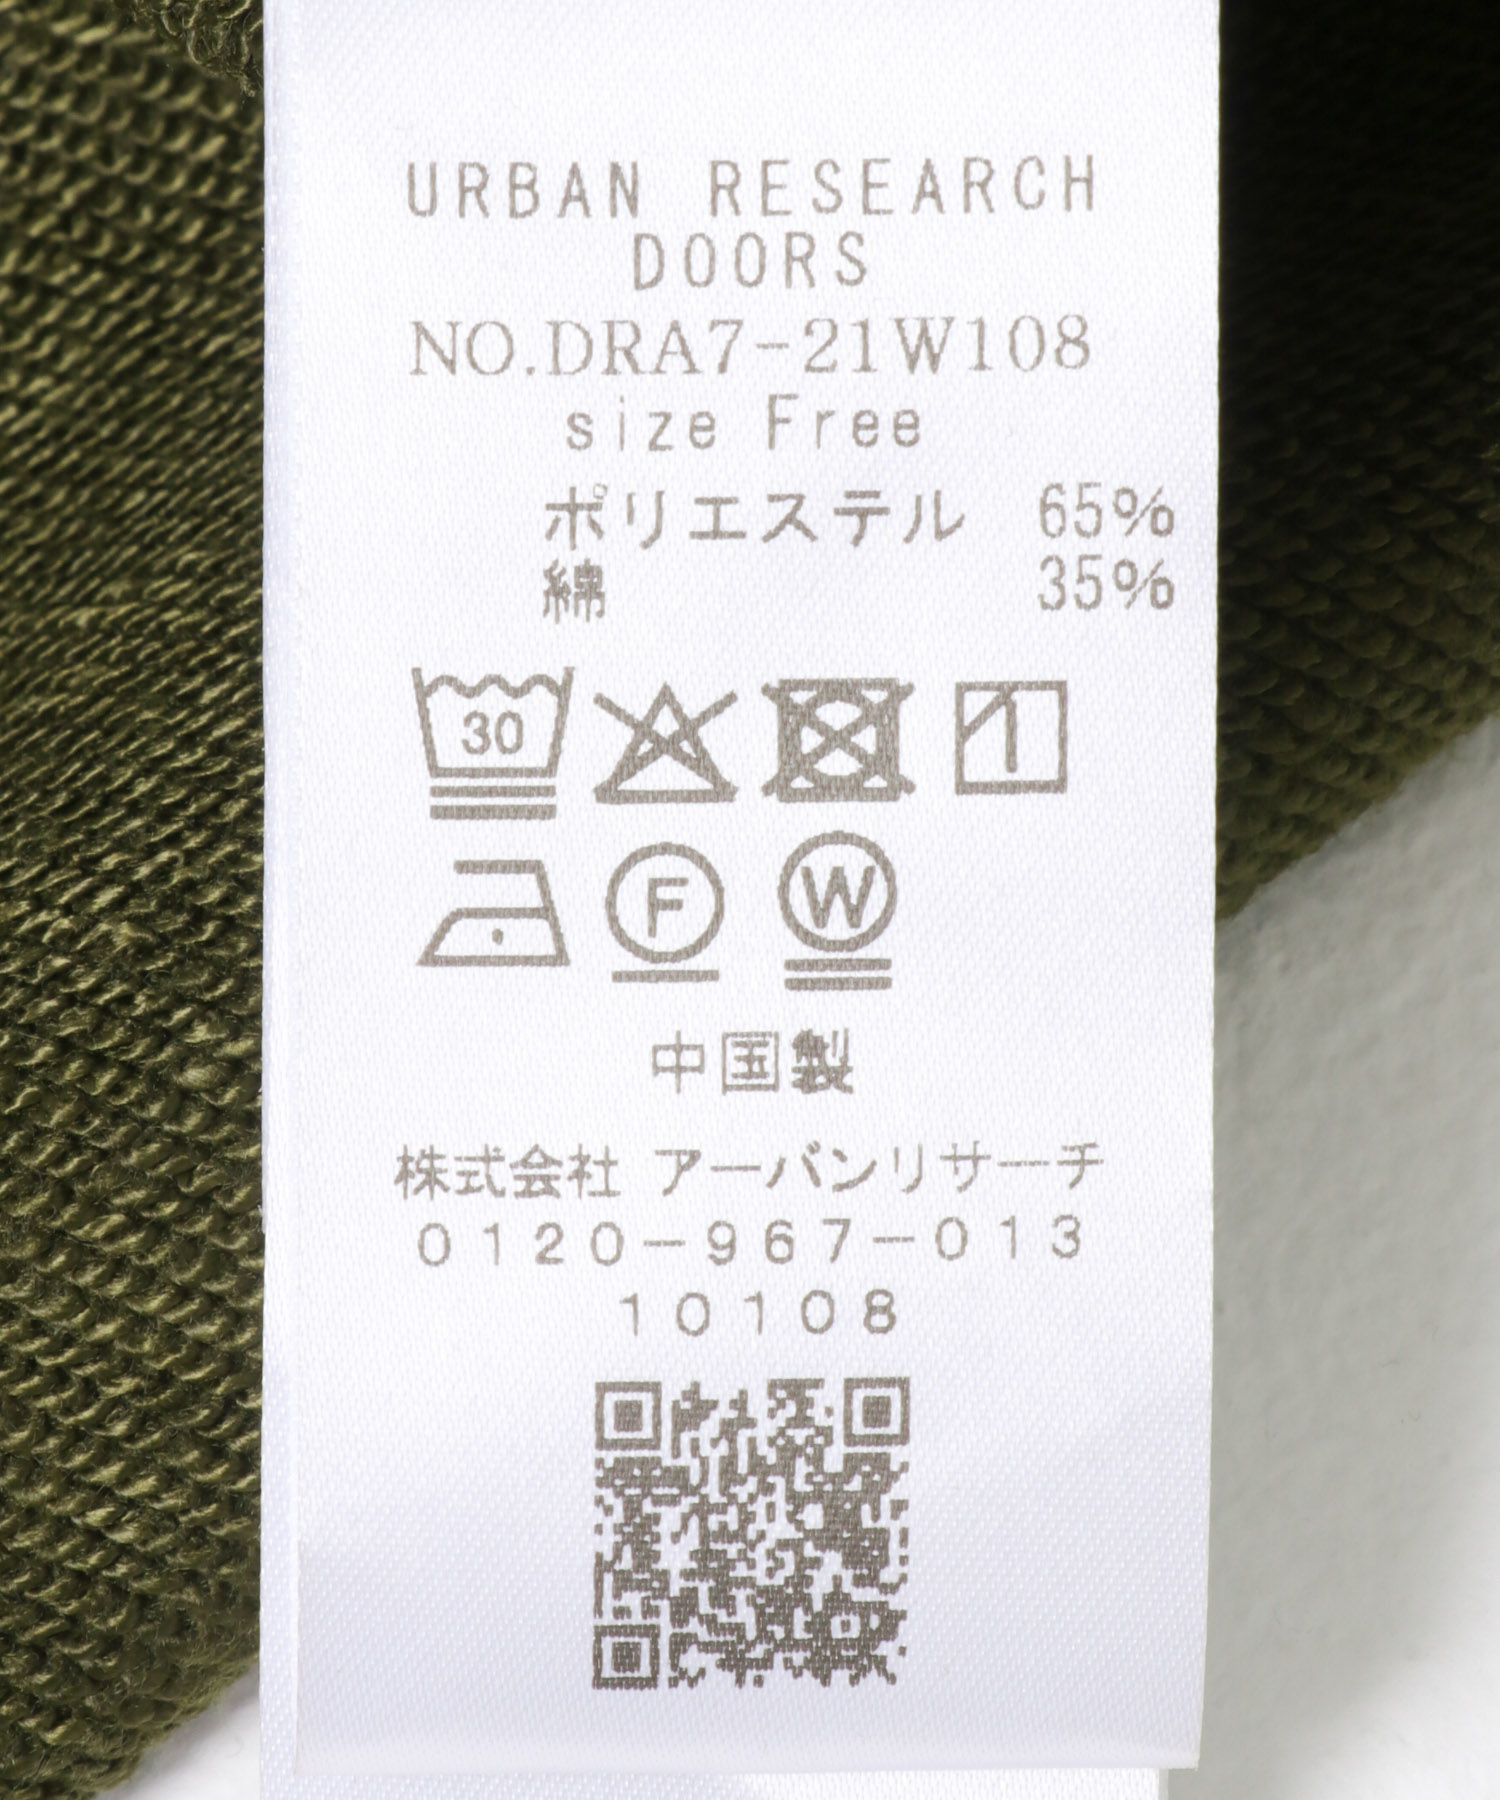 URBAN RESEARCH
DOORS
NO.DRA7-21W108
size Free
ポリエステル 65%
綿 35%
30
F W
中国製
株式会社 アーバンリサーチ
0120-967-013
10108